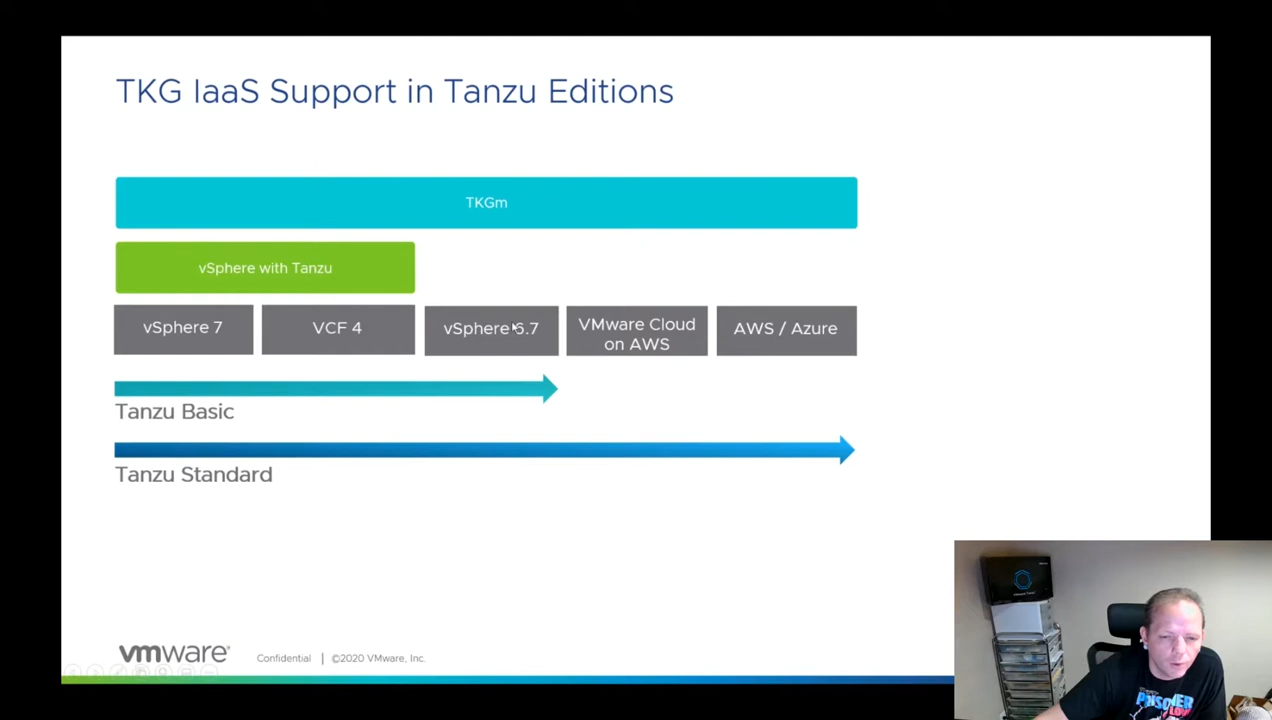 TKG IaaS Support in Tanzu Editions
TKGm
vSphere with Tanzu
vSphere 7
VCF 4
vSphere 6.7
VMware Cloud
on AWS
AWS / Azure
Tanzu Basic
Tanzu Standard
vmware®
Confidential | ©2020 VMware, Inc.
PRISONER